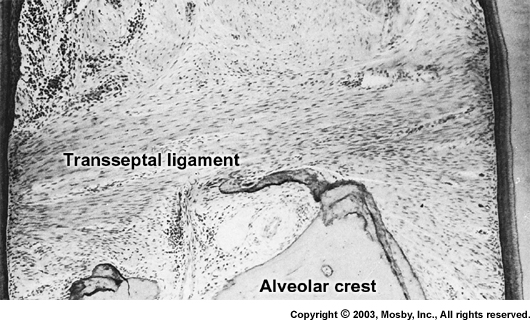 Transseptal ligament
Alveolar crest
Copyright © 2003, Mosby, Inc., All rights reserved.